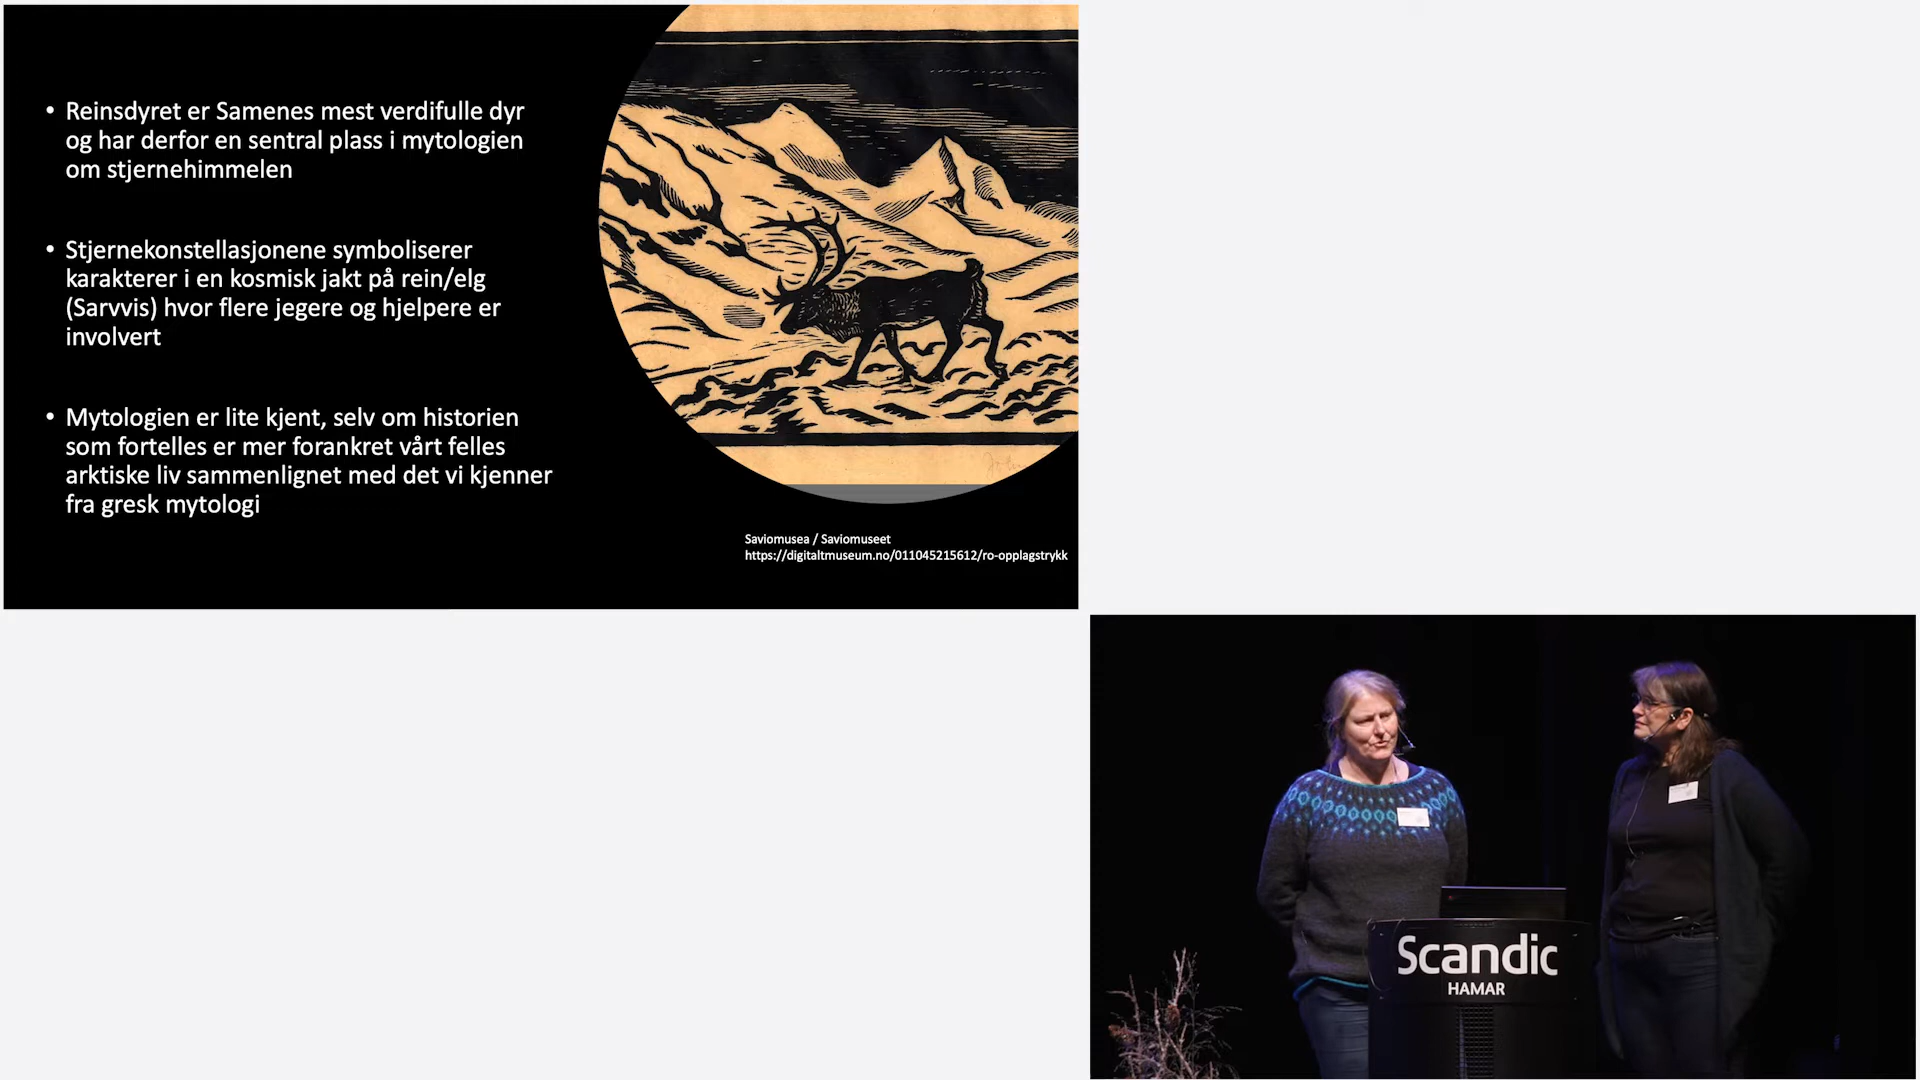 • Reinsdyret er Samenes mest verdifulle dyr
og har derfor en sentral plass i mytologien
om stjernehimmelen
• Stjernekonstellasjonene symboliserer
karakterer i en kosmisk jakt på rein/elg
(Sarvvis) hvor flere jegere og hjelpere er
involvert
• Mytologien er lite kjent, selv om historien
som fortelles er mer forankret vårt felles
arktiske liv sammenlignet med det vi kjenner
fra gresk mytologi
Saviomusea / Saviomuseet
https://digitaltmuseum.no/011045215612/ro-opplagstrykk
Scandic
HAMAR